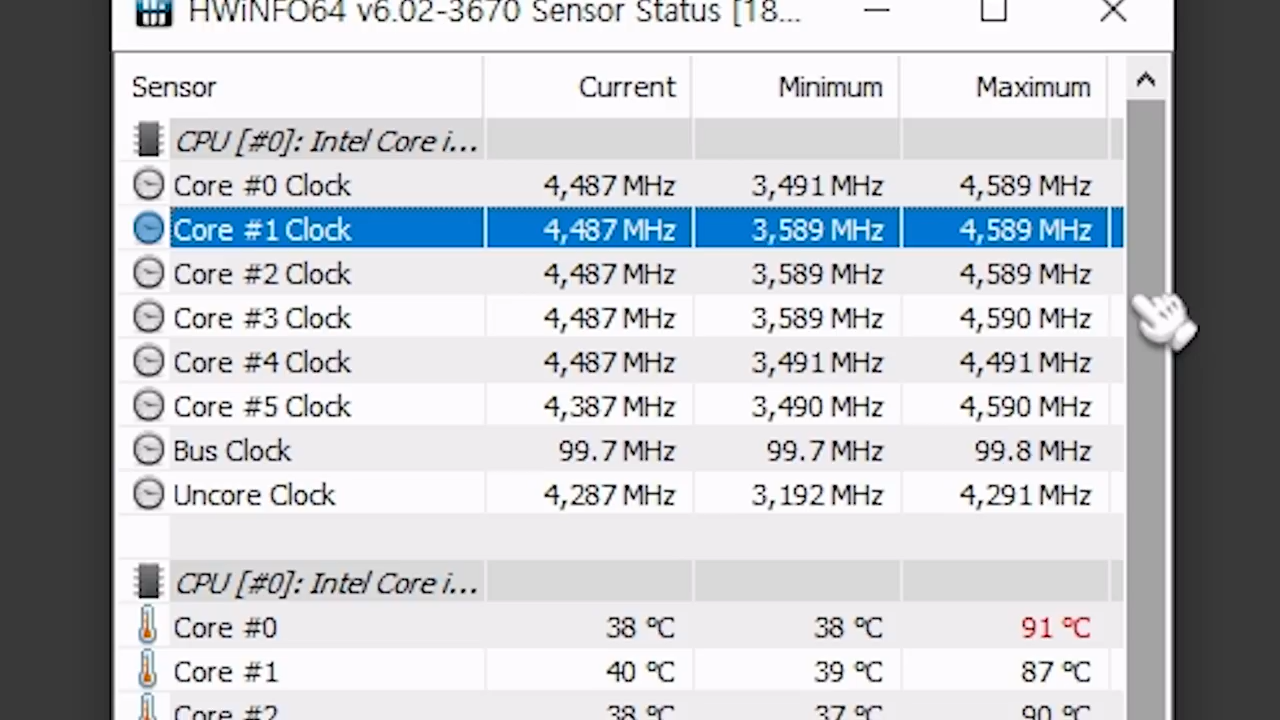 HWiNFO64 v6.02-3670 Sensor Status [18...
Sensor Current Minimum Maximum
CPU [#0]: Intel Core i...
Core #0 Clock 4,487 MHz 3,491 MHz 4,589 MHz
Core #1 Clock 4,487 MHz 3,589 MHz 4,589 MHz
Core #2 Clock 4,487 MHz 3,589 MHz 4,589 MHz
Core #3 Clock 4,487 MHz 3,589 MHz 4,590 MHz
Core #4 Clock 4,487 MHz 3,491 MHz 4,491 MHz
Core #5 Clock 4,387 MHz 3,490 MHz 4,590 MHz
Bus Clock 99.7 MHz 99.7 MHz 99.8 MHz
Uncore Clock 4,287 MHz 3,192 MHz 4,291 MHz
CPU [#0]: Intel Core i...
Core #0 38 °C 38 °C 91 °C
Core #1 40 °C 39 °C 87 °C
Core #2 38 °C 37 °C 90 °C